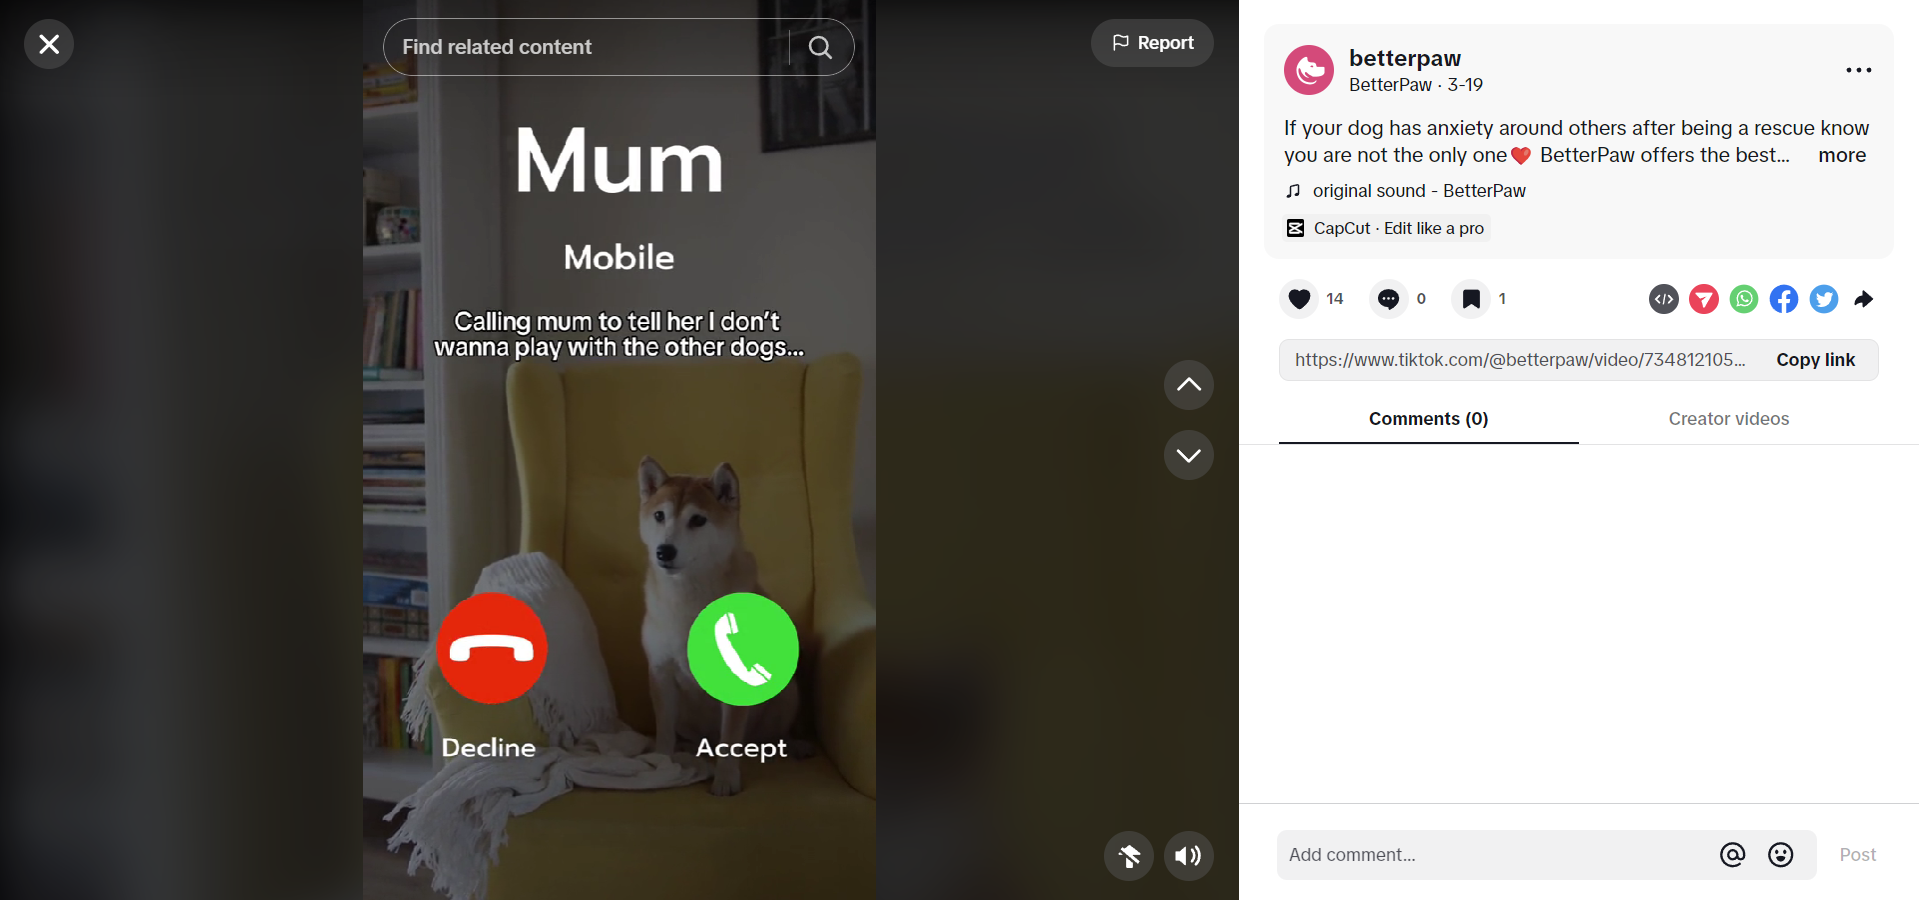 Find related content
Report
Mum
Mobile
Calling mum to tell her I don't
wanna play with the other dogs...
Decline
Accept
betterpaw
BetterPaw · 3-19
If your dog has anxiety around others after being a rescue know
you are not the only one❤️ BetterPaw offers the best... more
original sound - BetterPaw
CapCut · Edit like a pro
14
0
1
https://www.tiktok.com/@betterpaw/video/734812105...
Copy link
Comments (0)
Creator videos
Add comment...
Post